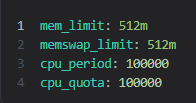 1 mem_limit: 512m
2 memswap_limit: 512m
3 cpu_period: 100000
4 cpu_quota: 100000